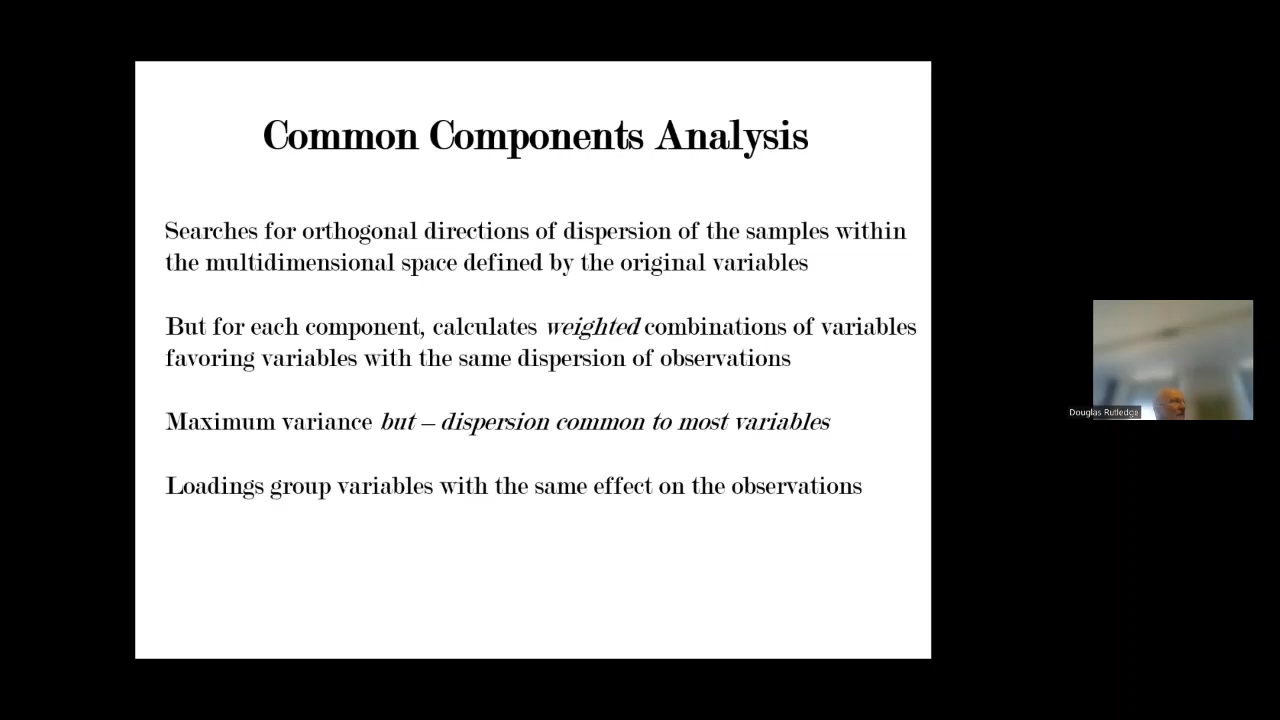 Common Components Analysis
Searches for orthogonal directions of dispersion of the samples within
the multidimensional space defined by the original variables
But for each component, calculates weighted combinations of variables
favoring variables with the same dispersion of observations
Maximum variance but – dispersion common to most variables
Loadings group variables with the same effect on the observations
Douglas Rutledge